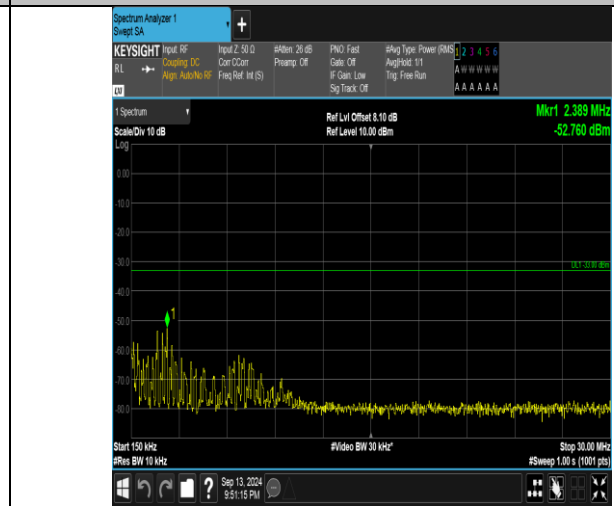 Spectrum Analyzer 1
Swept SA
+
KEYSIGHT
RL
Input: RF
Coupling: DC
Align: Auto/No RF
Input Z: 50 Ω
Corr CCorr
Freq Ref: Int (S)
#Atten: 26 dB
Preamp: Off
PNO: Fast
Gate: Off
IF Gain: Low
Sig Track: Off
#Avg Type: Power (RMS
Avg|Hold: 1/1
Trig: Free Run
1 2 3 4 5 6
A W W W W W
A A A A A A
1 Spectrum
Scale/Div 10 dB
Log
Ref Lvl Offset 8.10 dB
Ref Level 10.00 dBm
Mkr1 2.389 MHz
-52.760 dBm
0.00
-10.0
-20.0
-30.0
DL1 -33.00 dBm
-40.0
-50.0
1
-60.0
-70.0
-80.0
Start 150 kHz
#Res BW 10 kHz
#Video BW 30 kHz*
Stop 30.00 MHz
#Sweep 1.00 s (1001 pts)
?
Sep 13, 2024
9:51:15 PM